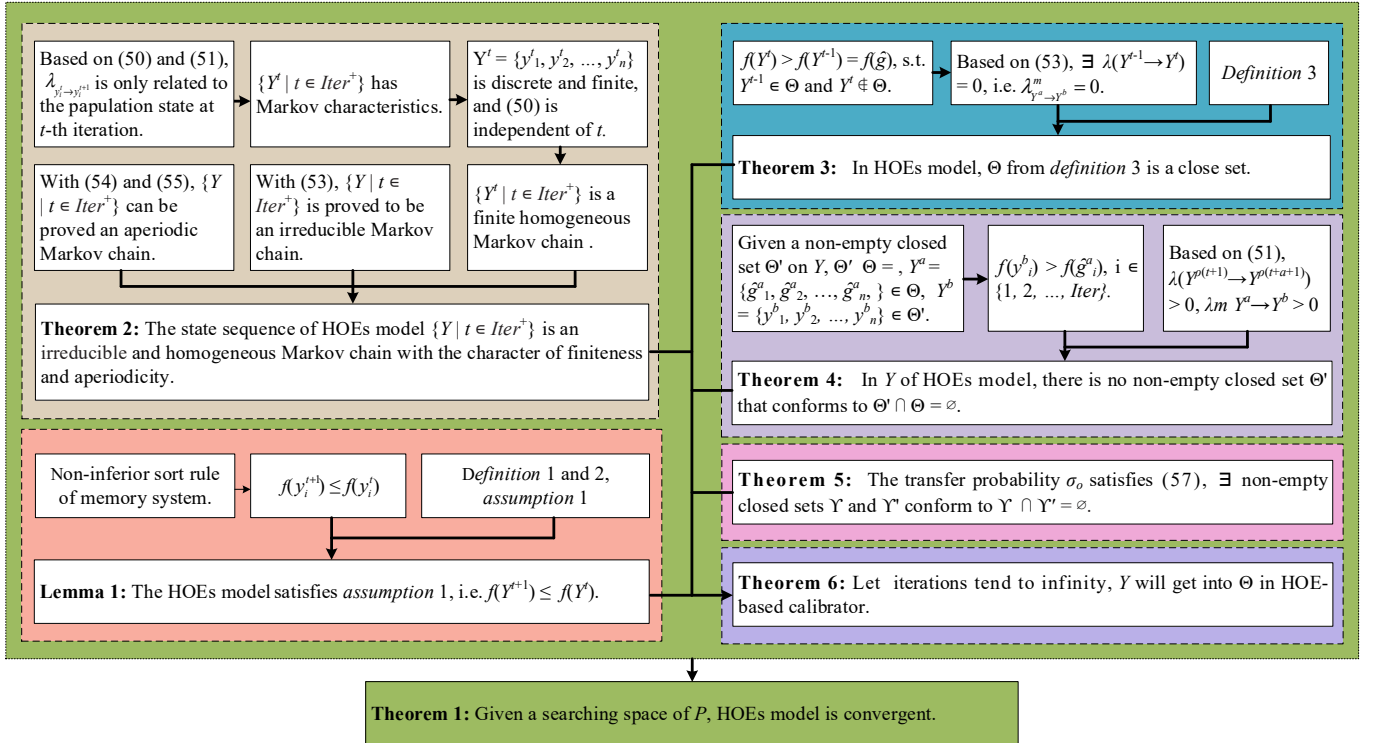 Based on (50) and (51),
λ_{y_i^t→y_i^{t+1}} is only related to
the papulation state at
t-th iteration.
{Y^t | t ∈ Iter^+} has
Markov characteristics.
Y^t = {y^t_1, y^t_2, ..., y^t_n}
is discrete and finite,
and (50) is
independent of t.
With (54) and (55), {Y
| t ∈ Iter^+} can be
proved an aperiodic
Markov chain.
With (53), {Y | t ∈
Iter^+} is proved to be
an irreducible Markov
chain.
{Y^t | t ∈ Iter^+} is a
finite homogeneous
Markov chain .
Theorem 2: The state sequence of HOEs model {Y | t ∈ Iter^+} is an
irreducible and homogeneous Markov chain with the character of finiteness
and aperiodicity.
Non-inferior sort rule
of memory system.
f(y_i^{t+1}) ≤ f(y_i^t)
Definition 1 and 2,
assumption 1
Lemma 1: The HOEs model satisfies assumption 1, i.e. f(Y^{t+1}) ≤ f(Y^t).
f(Y^t) > f(Y^{t-1}) = f(ĝ), s.t.
Y^{t-1} ∈ Θ and Y^t ∉ Θ.
Based on (53), ∃ λ(Y^{t-1}→Y^t)
= 0, i.e. λ^m_{Y^a→Y^b} = 0.
Definition 3
Theorem 3: In HOEs model, Θ from definition 3 is a close set.
Given a non-empty closed
set Θ' on Y, Θ' Θ = , Y^a =
{ĝ^a_1, ĝ^a_2, ..., ĝ^a_n, } ∈ Θ, Y^b
= {y^b_1, y^b_2, ..., y^b_n} ∈ Θ'.
f(y^b_i) > f(ĝ^a_i), i ∈
{1, 2, ..., Iter}.
Based on (51),
λ(Y^{ρ(t+1)}→Y^{ρ(t+a+1)})
> 0, λm Y^a→Y^b > 0
Theorem 4: In Y of HOEs model, there is no non-empty closed set Θ'
that conforms to Θ' ∩ Θ = ∅.
Theorem 5: The transfer probability σ_o satisfies (57), ∃ non-empty
closed sets ϒ and ϒ' conform to ϒ ∩ ϒ' = ∅.
Theorem 6: Let iterations tend to infinity, Y will get into Θ in HOE-
based calibrator.
Theorem 1: Given a searching space of P, HOEs model is convergent.